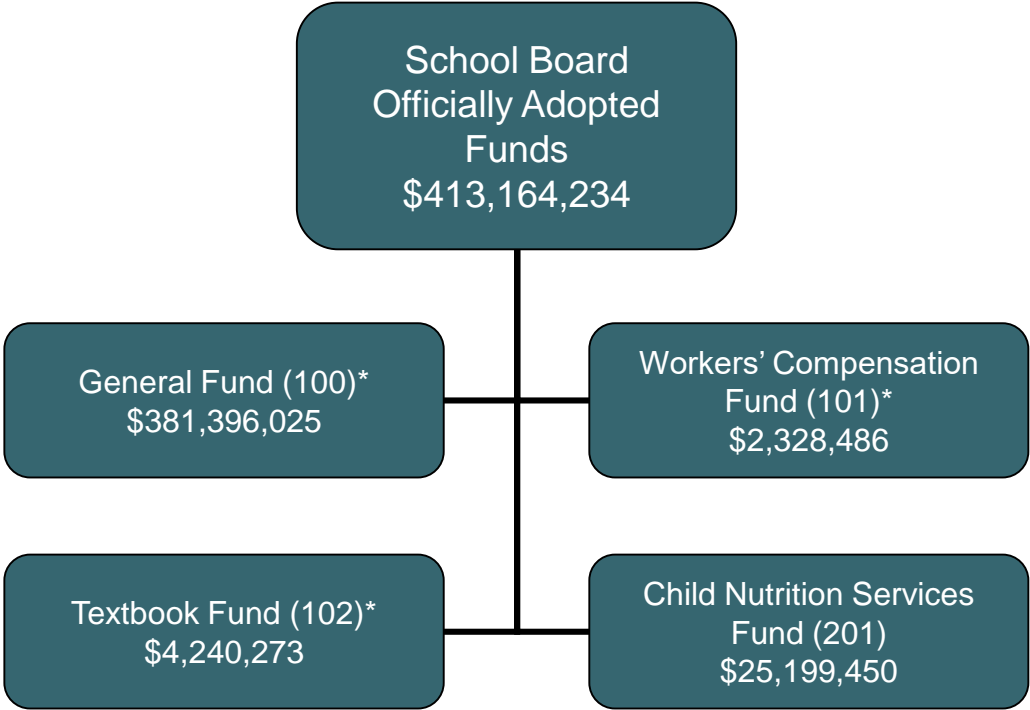 School Board
Officially Adopted
Funds
$413,164,234
General Fund (100)*
$381,396,025
Workers’ Compensation
Fund (101)*
$2,328,486
Textbook Fund (102)*
$4,240,273
Child Nutrition Services
Fund (201)
$25,199,450